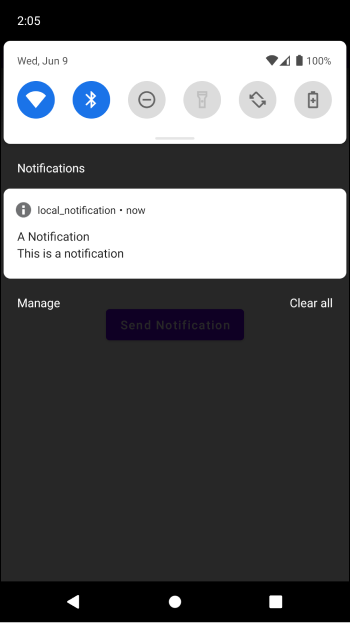 2:05
Wed, Jun 9
100%
Notifications
local_notification • now
A Notification
This is a notification
Manage
Clear all
Send Notification